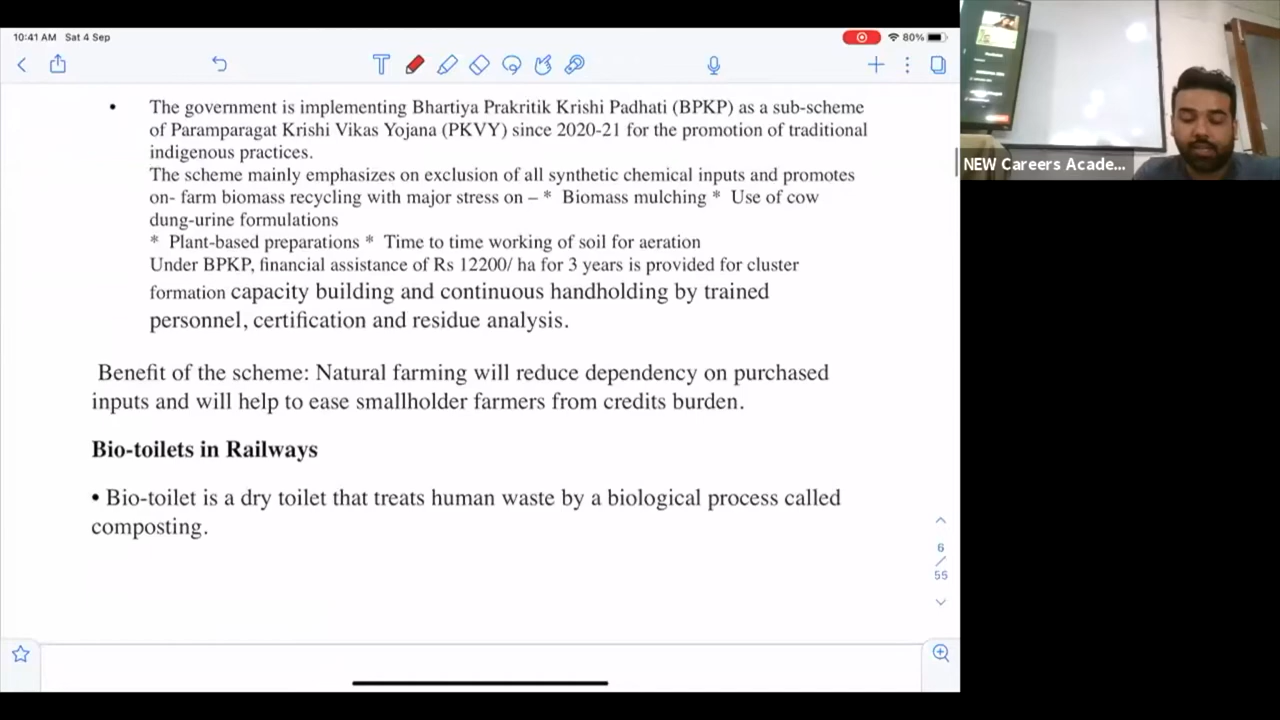 10:41 AM Sat 4 Sep
80%
• The government is implementing Bhartiya Prakritik Krishi Padhati (BPKP) as a sub-scheme
of Paramparagat Krishi Vikas Yojana (PKVY) since 2020-21 for the promotion of traditional
indigenous practices.
The scheme mainly emphasizes on exclusion of all synthetic chemical inputs and promotes
on- farm biomass recycling with major stress on – * Biomass mulching * Use of cow
dung-urine formulations
* Plant-based preparations * Time to time working of soil for aeration
Under BPKP, financial assistance of Rs 12200/ ha for 3 years is provided for cluster
formation capacity building and continuous handholding by trained
personnel, certification and residue analysis.
Benefit of the scheme: Natural farming will reduce dependency on purchased
inputs and will help to ease smallholder farmers from credits burden.
Bio-toilets in Railways
• Bio-toilet is a dry toilet that treats human waste by a biological process called
composting.
6
/
55
NEW Careers Acade...